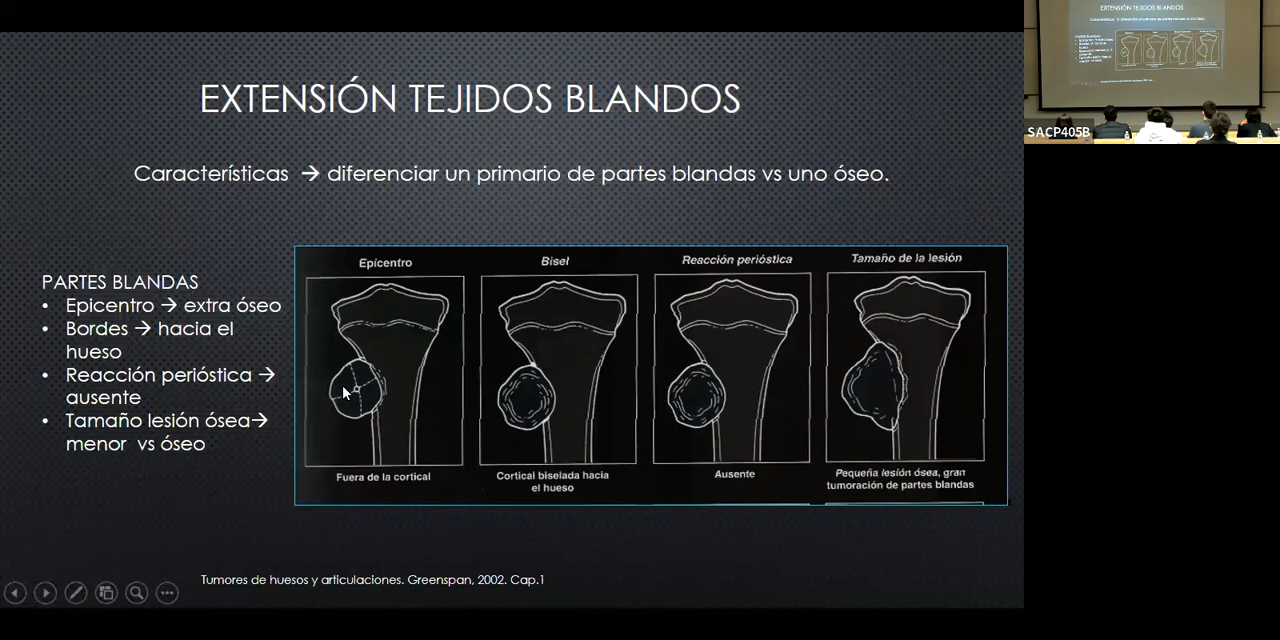 EXTENSIÓN TEJIDOS BLANDOS
Características → diferenciar un primario de partes blandas vs uno óseo.
PARTES BLANDAS
• Epicentro → extra óseo
• Bordes → hacia el
hueso
• Reacción perióstica →
ausente
• Tamaño lesión ósea→
menor vs óseo
Epicentro
Fuera de la cortical
Bisel
Cortical biselada hacia
el hueso
Reacción perióstica
Ausente
Tamaño de la lesión
Pequeña lesión ósea, gran
tumoración de partes blandas
Tumores de huesos y articulaciones. Greenspan, 2002. Cap.1
EXTENSIÓN TEJIDOS BLANDOS
SACP405B